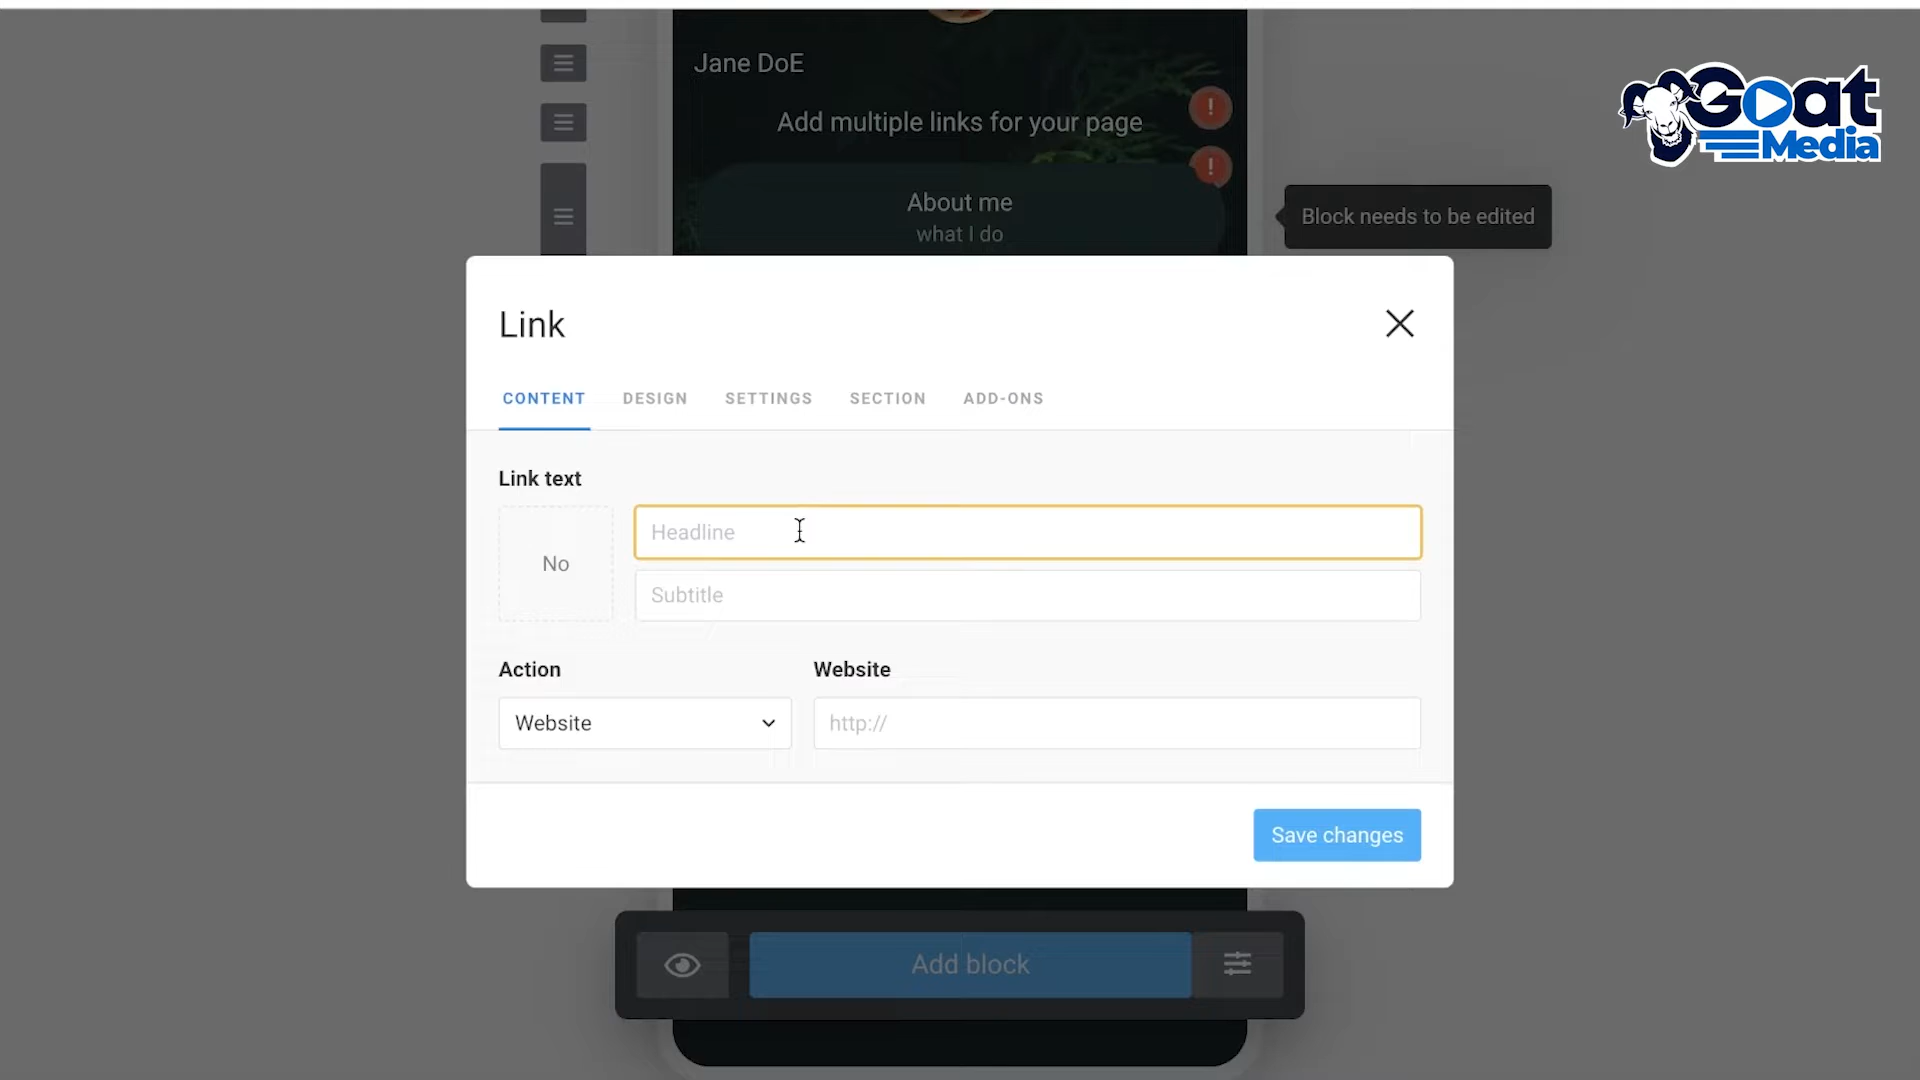 Jane DoE
!
Add multiple links for your page
!
About me
what I do
Block needs to be edited
Goat
Media
Link
CONTENT DESIGN SETTINGS SECTION ADD-ONS
Link text
No
Headline
Subtitle
Action Website
Website http://
Save changes
Add block